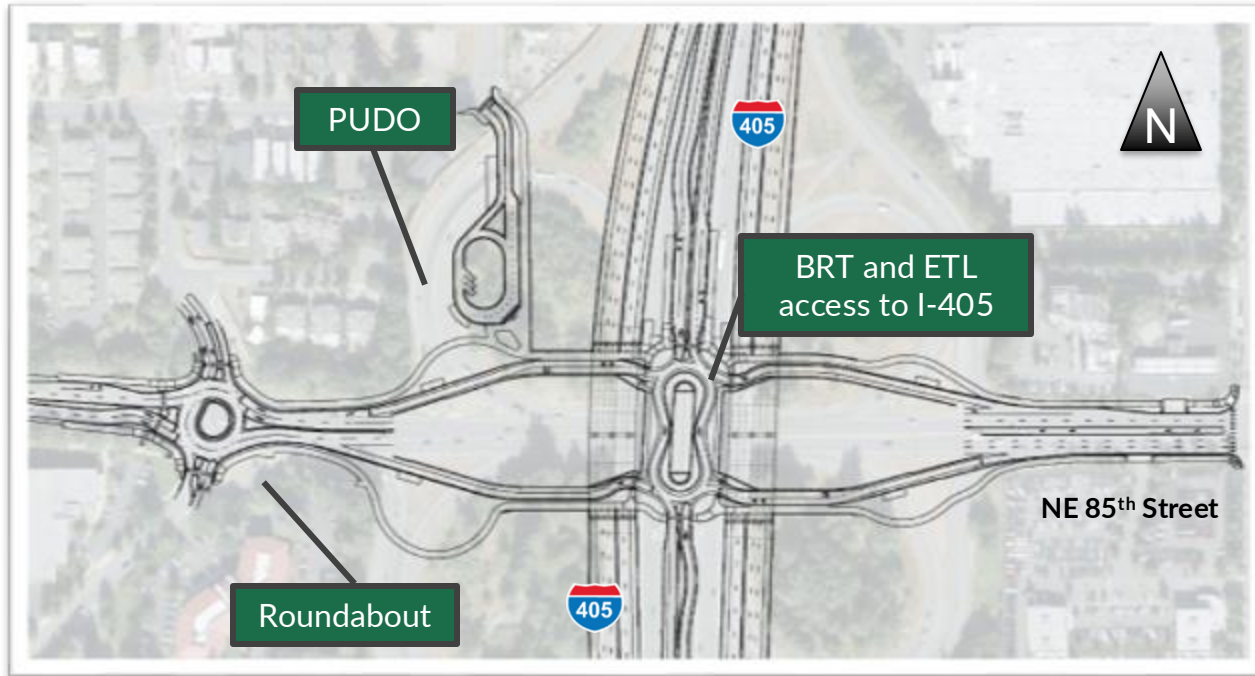 PUDO
405
N
BRT and ETL
access to I-405
NE 85th Street
405
Roundabout